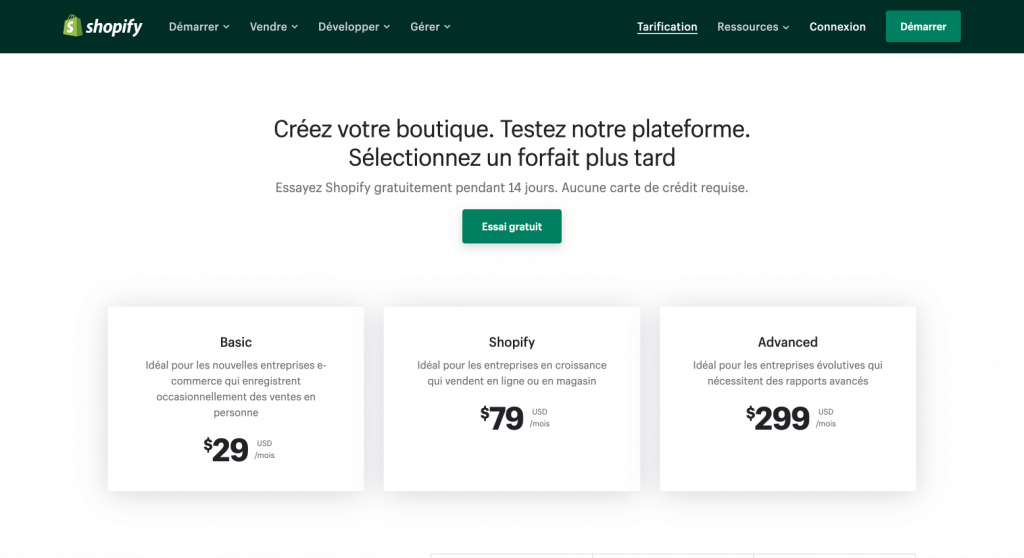 shopify Démarrer Vendre Développer Gérer Tarification Ressources Connexion Démarrer
Créez votre boutique. Testez notre plateforme.
Sélectionnez un forfait plus tard
Essayez Shopify gratuitement pendant 14 jours. Aucune carte de crédit requise.
Essai gratuit
Basic
Idéal pour les nouvelles entreprises e-
commerce qui enregistrent
occasionnellement des ventes en
personne
$29 USD
/mois
Shopify
Idéal pour les entreprises en croissance
qui vendent en ligne ou en magasin
$79 USD
/mois
Advanced
Idéal pour les entreprises évolutives qui
nécessitent des rapports avancés
$299 USD
/mois